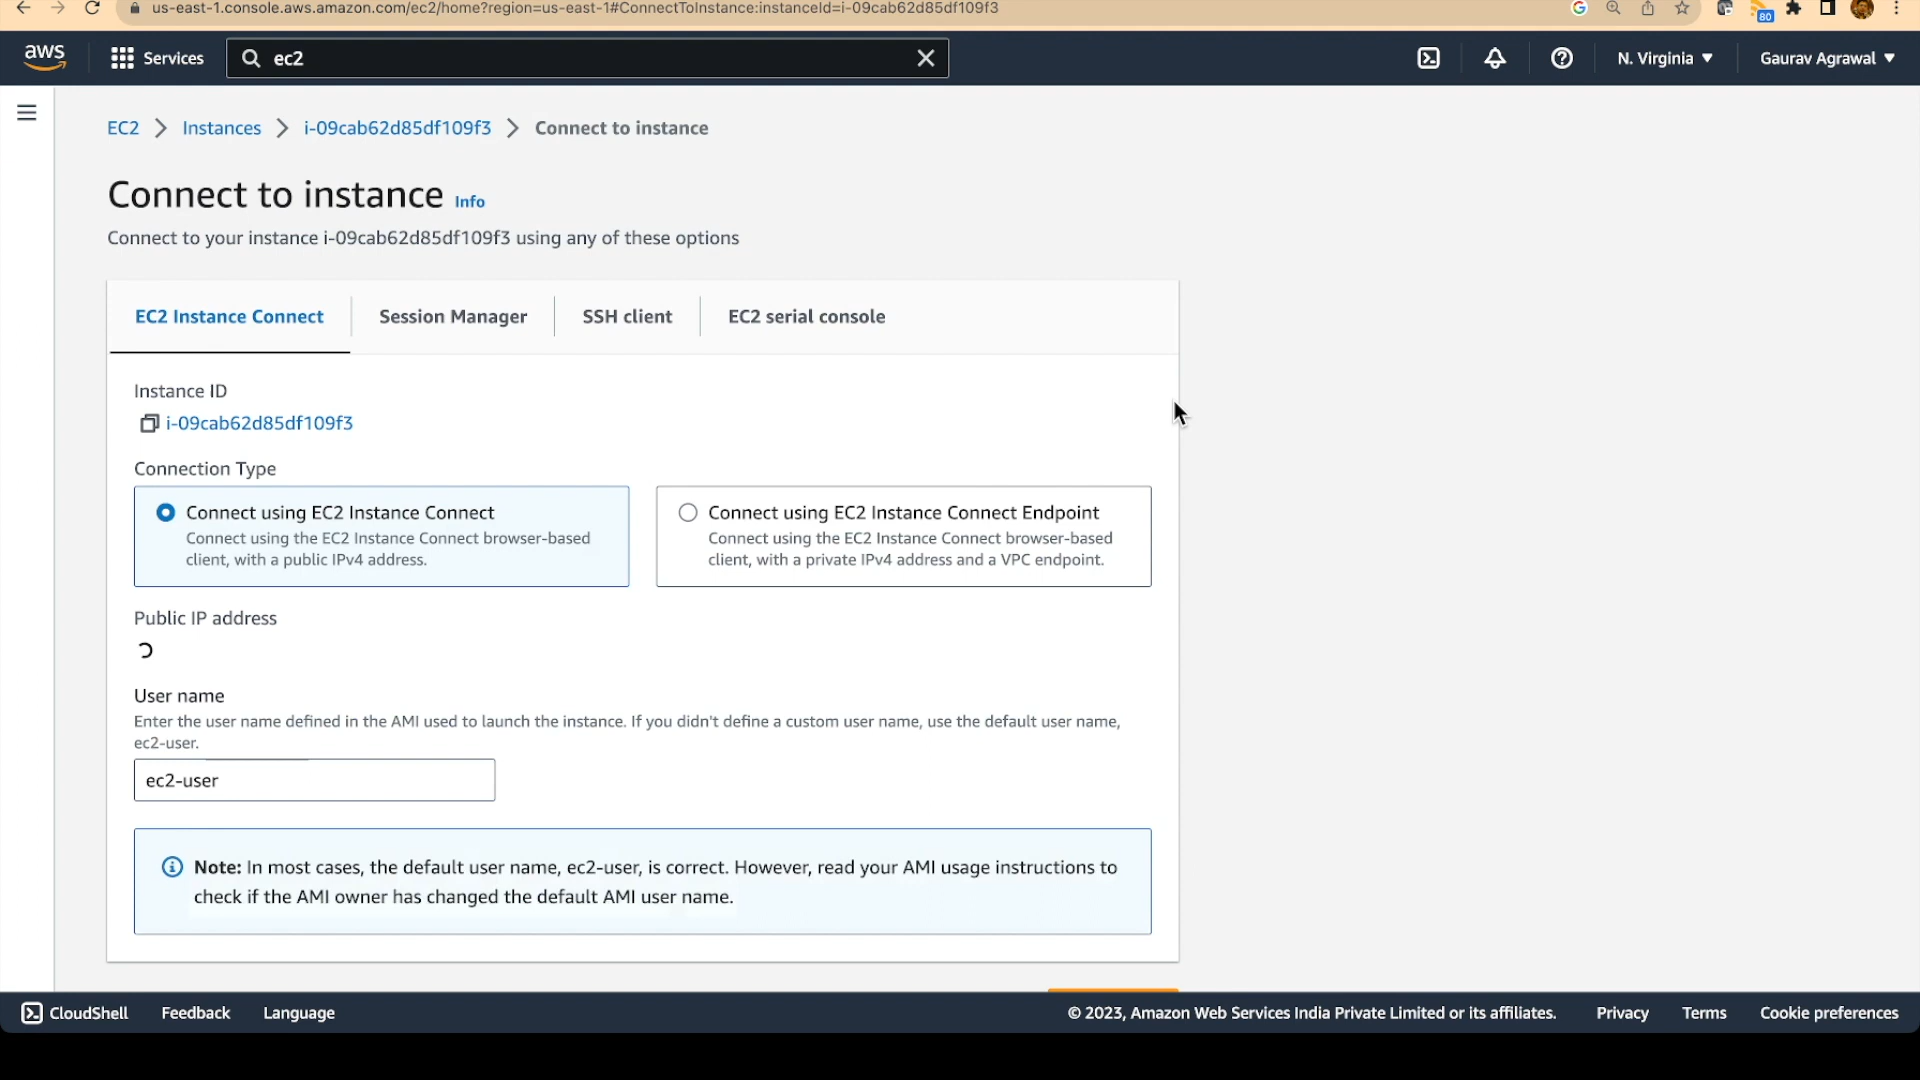 us-east-1.console.aws.amazon.com/ec2/home?region=us-east-1#ConnectToInstance:instanceId=i-09cab62d85df109f3
80
aws
Services
ec2
N. Virginia
Gaurav Agrawal
EC2
Instances
i-09cab62d85df109f3
Connect to instance
Connect to instance Info
Connect to your instance i-09cab62d85df109f3 using any of these options
EC2 Instance Connect
Session Manager
SSH client
EC2 serial console
Instance ID
i-09cab62d85df109f3
Connection Type
Connect using EC2 Instance Connect
Connect using the EC2 Instance Connect browser-based
client, with a public IPv4 address.
Connect using EC2 Instance Connect Endpoint
Connect using the EC2 Instance Connect browser-based
client, with a private IPv4 address and a VPC endpoint.
Public IP address
User name
Enter the user name defined in the AMI used to launch the instance. If you didn't define a custom user name, use the default user name,
ec2-user.
ec2-user
Note: In most cases, the default user name, ec2-user, is correct. However, read your AMI usage instructions to
check if the AMI owner has changed the default AMI user name.
CloudShell
Feedback
Language
© 2023, Amazon Web Services India Private Limited or its affiliates.
Privacy
Terms
Cookie preferences